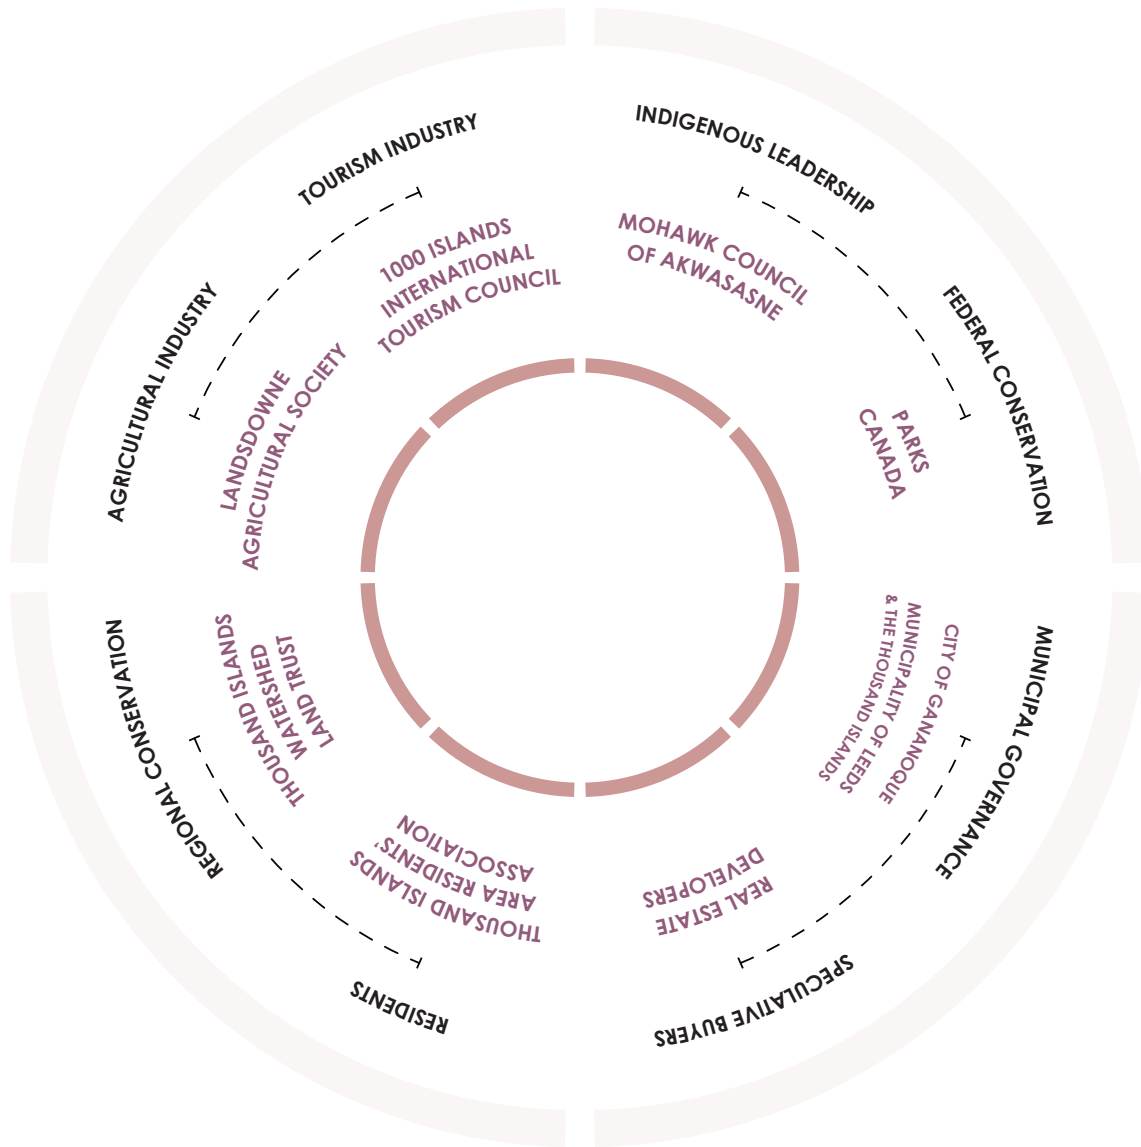 INDIGENOUS LEADERSHIP
MOHAWK COUNCIL
OF AKWASASNE
FEDERAL CONSERVATION
PARKS
CANADA
MUNICIPAL GOVERNANCE
CITY OF GANANOQUE
MUNICIPALITY OF LEEDS
& THE THOUSAND ISLANDS
SPECULATIVE BUYERS
REAL ESTATE
DEVELOPERS
RESIDENTS
THOUSAND ISLANDS
AREA RESIDENTS'
ASSOCIATION
REGIONAL CONSERVATION
THOUSAND ISLANDS
WATERSHED
LAND TRUST
AGRICULTURAL INDUSTRY
LANDSDOWNE
AGRICULTURAL SOCIETY
TOURISM INDUSTRY
1000 ISLANDS
INTERNATIONAL
TOURISM COUNCIL